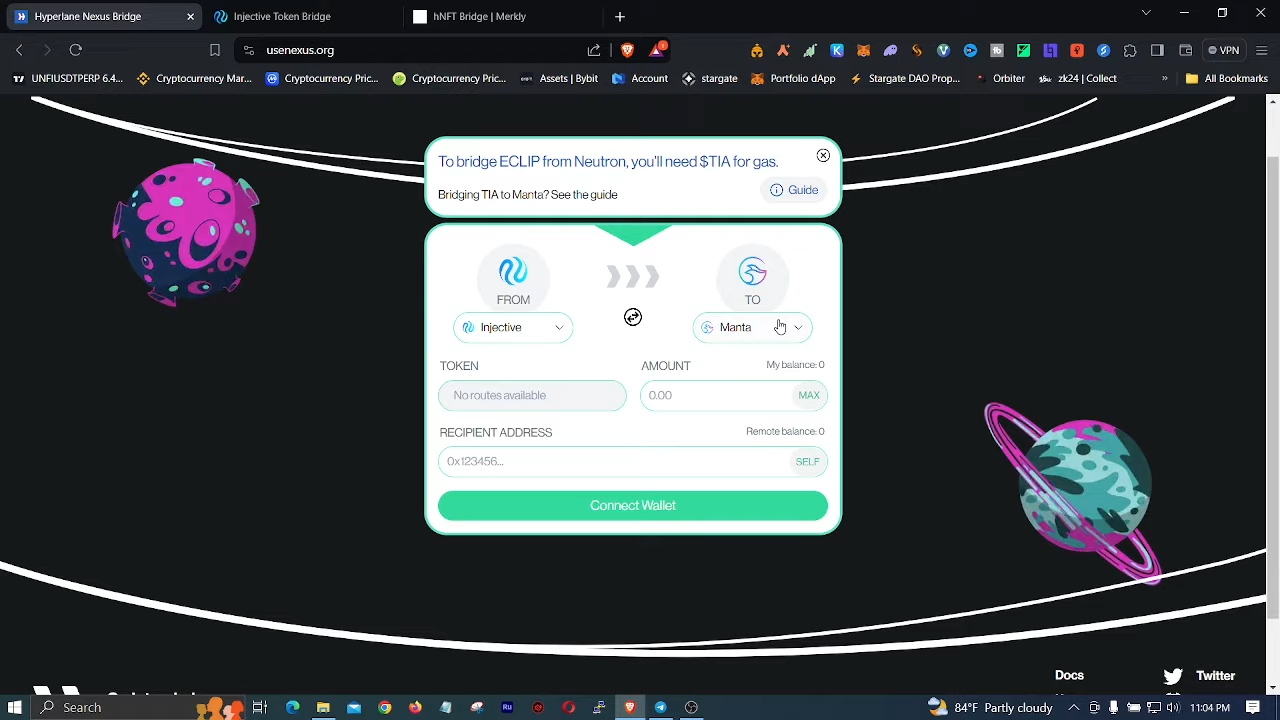 Hyperlane Nexus Bridge
Injective Token Bridge
hNFT Bridge | Merkly
usenexus.org
VPN
UNFIUSDTPERP 6.4...
Cryptocurrency Mar...
Cryptocurrency Pric...
Cryptocurrency Pric...
Assets | Bybit
Account
stargate
Portfolio dApp
Stargate DAO Prop...
Orbiter
zk24 | Collect
»
All Bookmarks
To bridge ECLIP from Neutron, you'll need $TIA for gas.
Bridging TIA to Manta? See the guide
Guide
FROM
TO
Injective
Manta
TOKEN
AMOUNT
My balance: 0
No routes available
0.00
MAX
RECIPIENT ADDRESS
Remote balance: 0
0x123456...
SELF
Connect Wallet
Docs
Twitter
Search
Ru
84°F Partly cloudy
11:04 PM